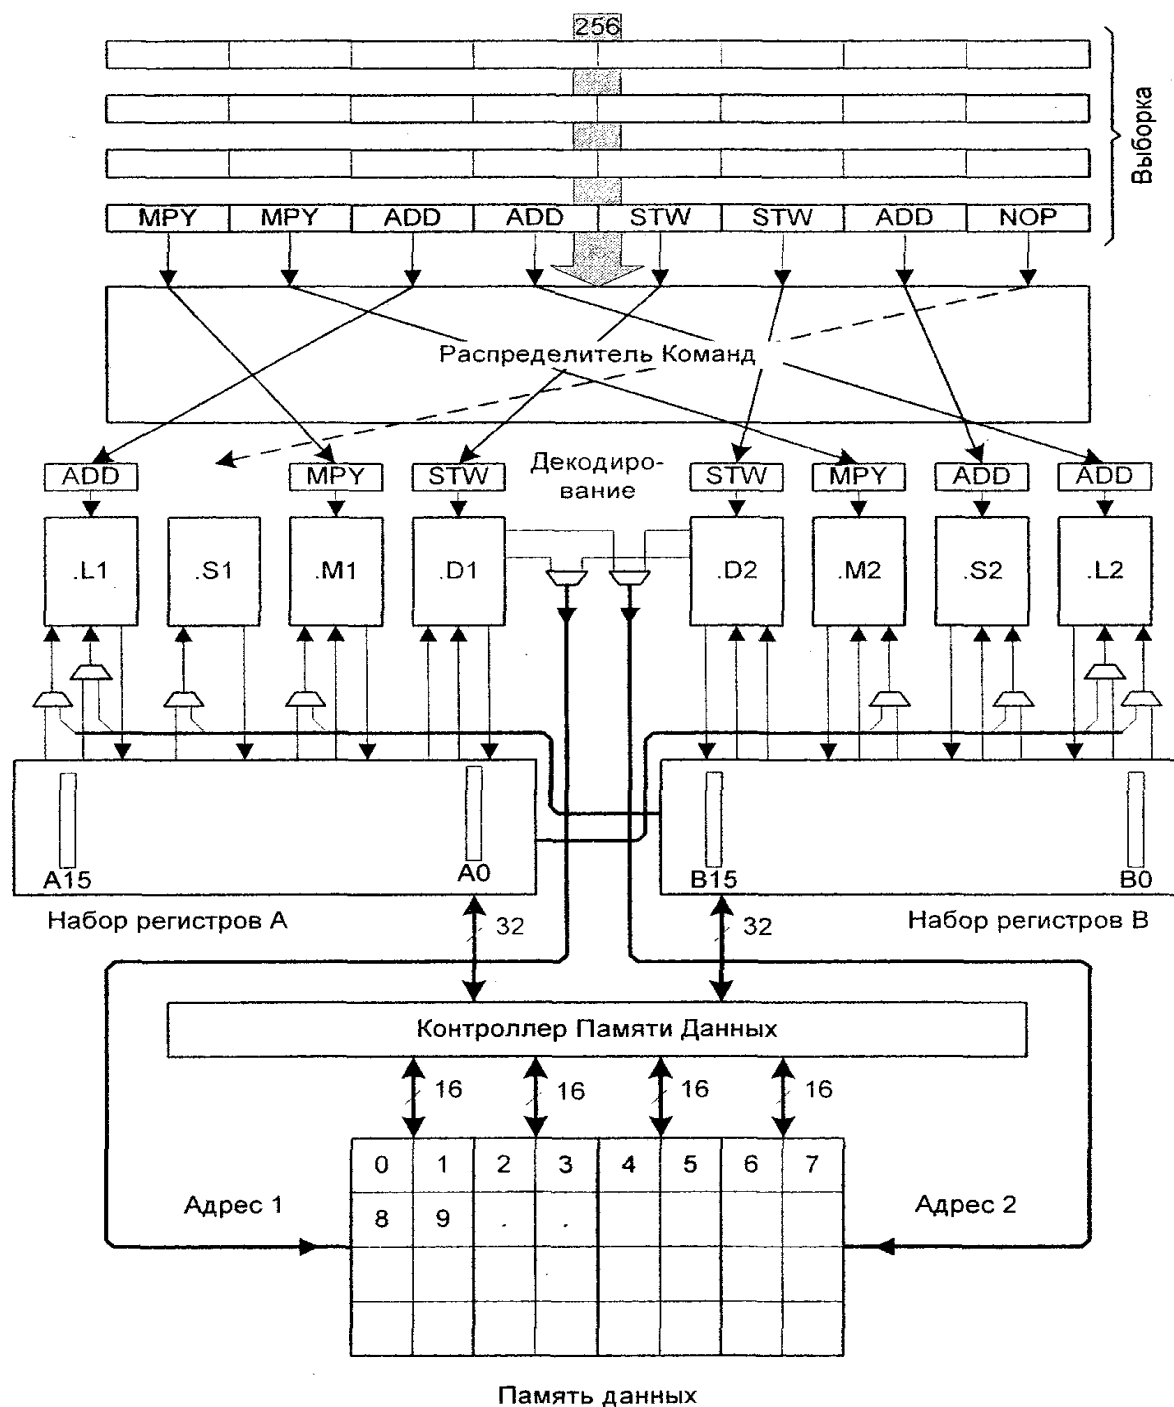 256
Выборка
MPY MPY ADD ADD STW STW ADD NOP
Распределитель Команд
ADD MPY STW Декодиро- STW MPY ADD ADD
вание
.L1 .S1 .M1 .D1 .D2 .M2 .S2 .L2
A15 A0 B15 B0
Набор регистров A Набор регистров B
32 32
Контроллер Памяти Данных
16 16 16 16
0 1 2 3 4 5 6 7
Адрес 1 Адрес 2
8 9 . .
Память данных